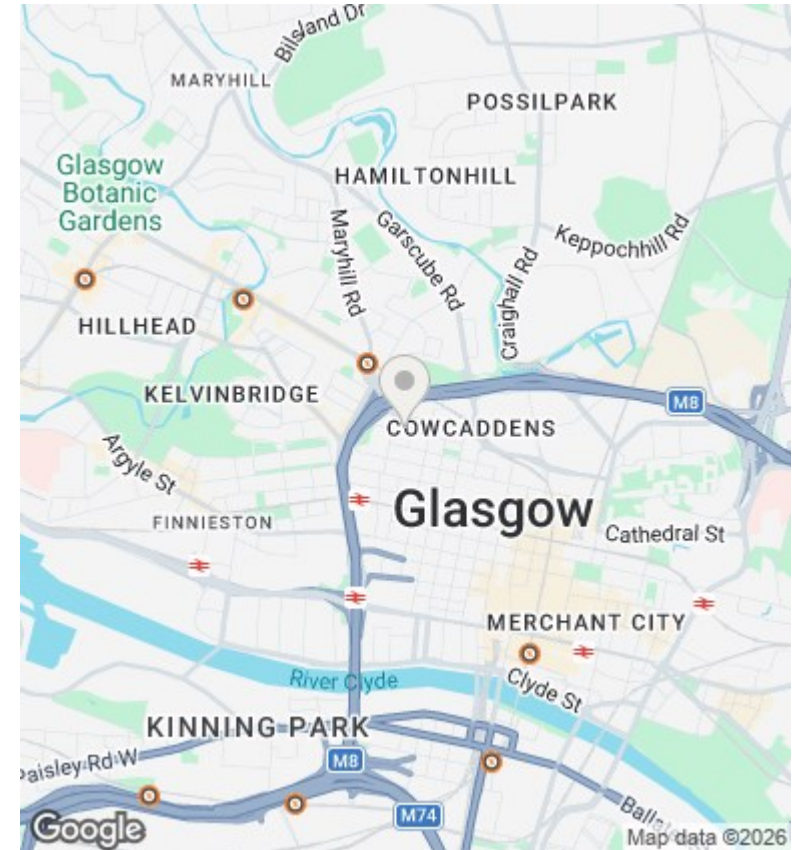 Bilsland Dr
MARYHILL
POSSILPARK
Glasgow
Botanic
Gardens
HAMILTONHILL
Maryhill Rd
Garscube Rd
Keppochhill Rd
Craighall Rd
HILLHEAD
KELVINBRIDGE
M8
COWCADDENS
Argyle St
Glasgow
FINNIESTON
Cathedral St
MERCHANT CITY
River Clyde
Clyde St
KINNING PARK
Paisley Rd W
M8
M74
Google
Map data ©2026